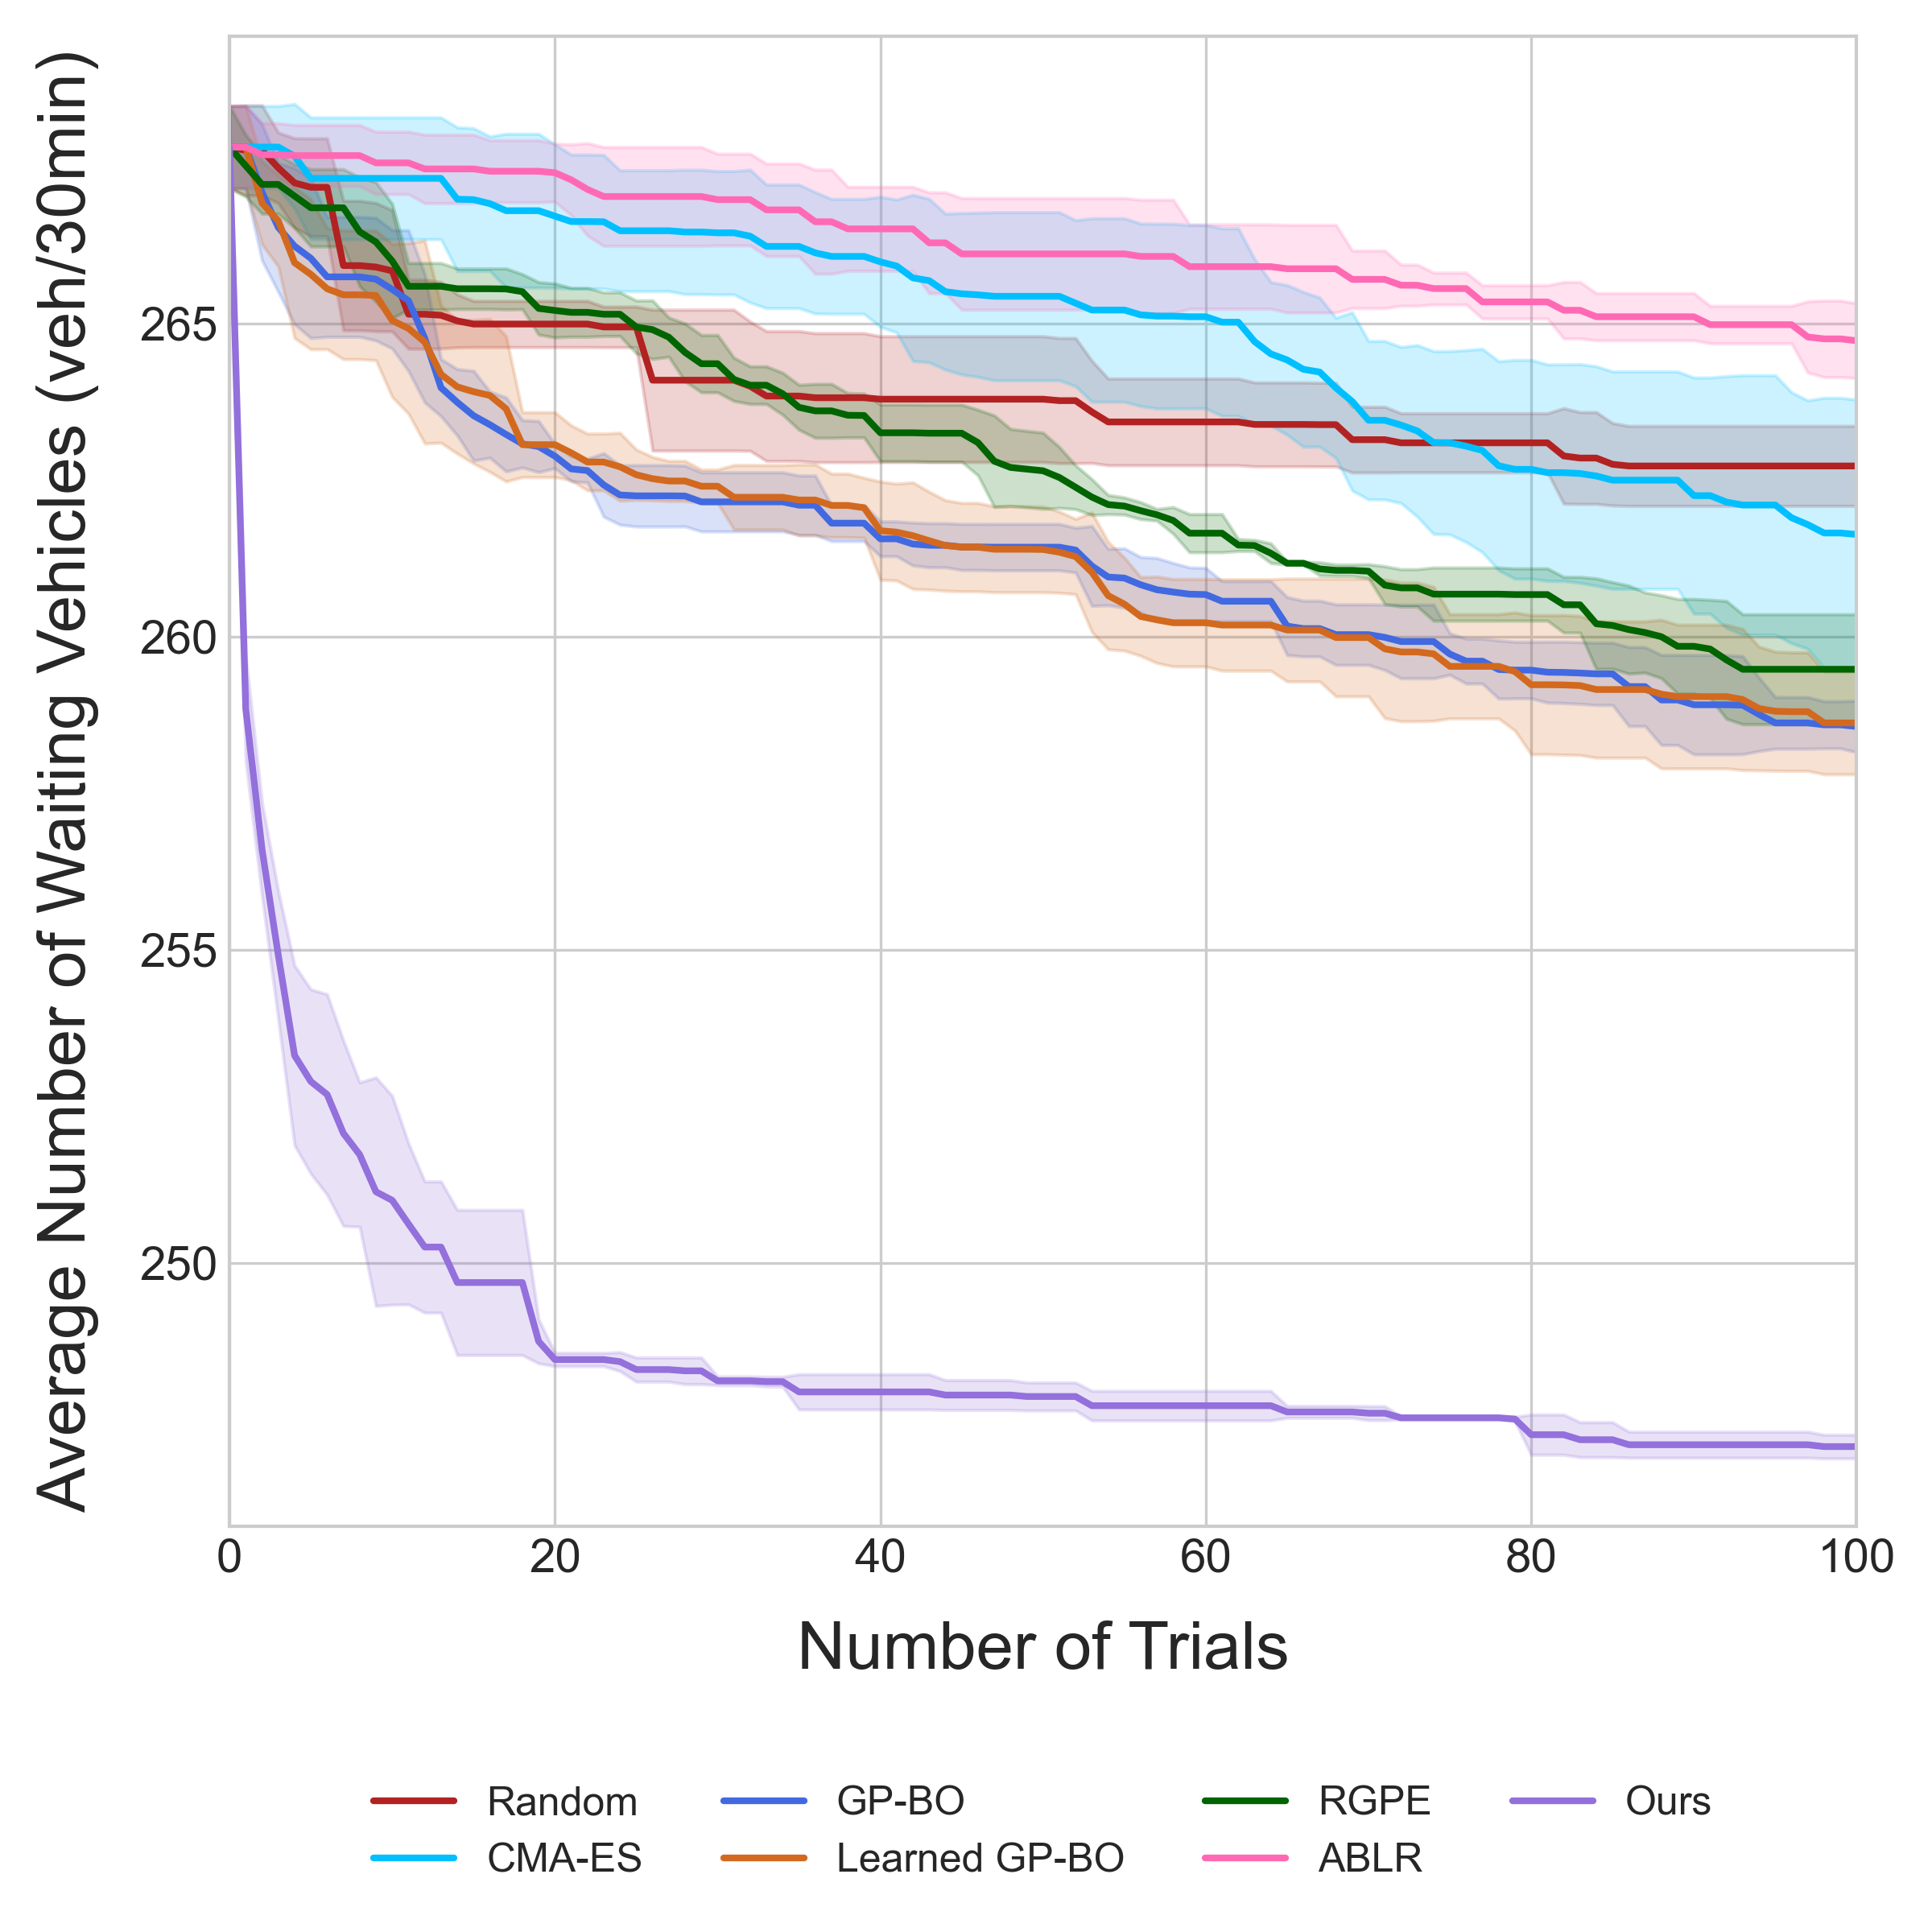 Average Number of Waiting Vehicles (veh/30min)
265
260
255
250
0 20 40 60 80 100
Number of Trials
Random GP-BO RGPE Ours
CMA-ES Learned GP-BO ABLR